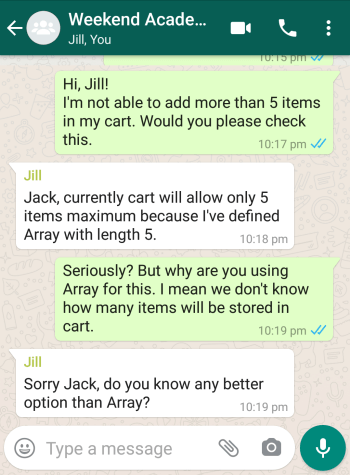 Weekend Acade...
Jill, You
10:15 pm
Hi, Jill!
I'm not able to add more than 5 items
in my cart. Would you please check
this.
10:17 pm
Jill
Jack, currently cart will allow only 5
items maximum because I've defined
Array with length 5.
10:18 pm
Seriously? But why are you using
Array for this. I mean we don't know
how many items will be stored in
cart.
10:19 pm
Jill
Sorry Jack, do you know any better
option than Array?
10:19 pm
Type a message